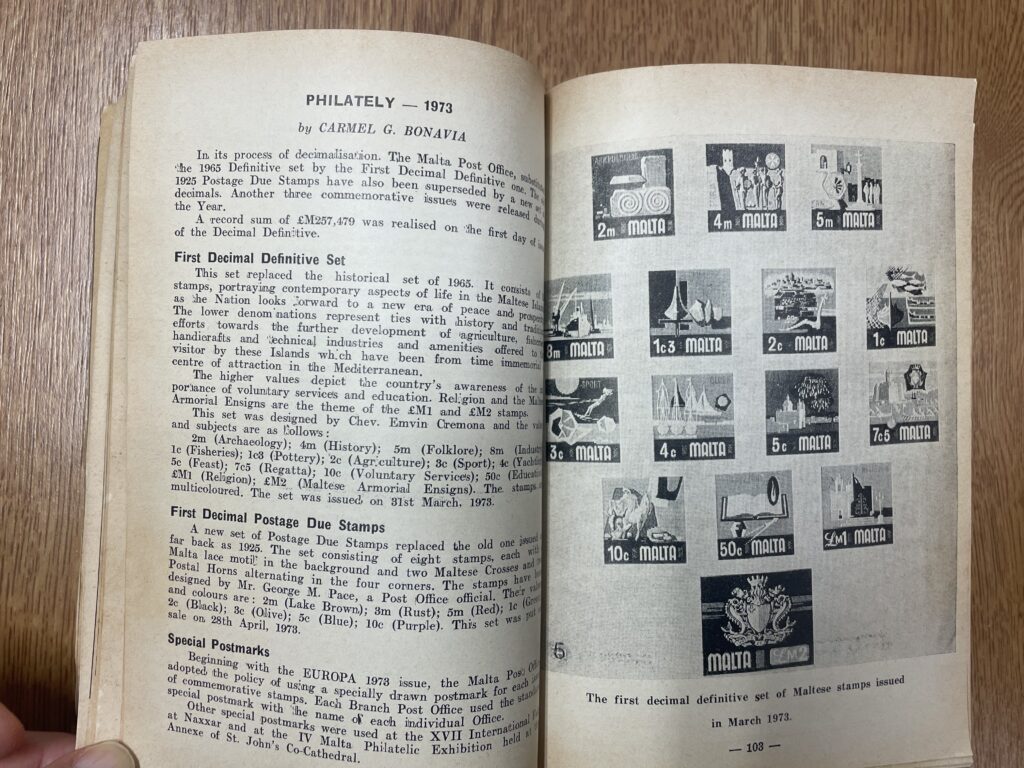 PHILATELY — 1973
by CARMEL G. BONAVIA
In its process of decimalisation. The Malta Post Office,
the 1965 Definitive set by the First Decimal Definitive one. The
1925 Postage Due Stamps have also been superseded by a new set
decimals. Another three commemorative issues were released
the Year.
A record sum of £M257,479 was realised on the first day of
of the Decimal Definitive.
First Decimal Definitive Set
This set replaced the historical set of 1965. It consists of
stamps, portraying contemporary aspects of life in the Maltese
as the Nation looks forward to a new era of peace and
The lower denominations represent ties with history and
efforts towards the further development of agriculture,
handicrafts and technical industries and amenities offered to
visitor by these Islands which have been from time immemorial
centre of attraction in the Mediterranean.
The higher values depict the country's awareness of the
portance of voluntary services and education. Religion and the
Armorial Ensigns are the theme of the £M1 and £M2 stamps.
This set was designed by Chev. Emvin Cremona and the
and subjects are as follows :
2m (Archaeology); 4m (History); 5m (Folklore); 8m
1c (Fisheries); 1c3 (Pottery); 2c (Agriculture); 3c (Sport); 4c
5c (Feast); 7c5 (Regatta); 10c (Voluntary Services); 50c
£M1 (Religion); £M2 (Maltese Armorial Ensigns). The stamps
multicoloured. The set was issued on 31st March, 1973.
First Decimal Postage Due Stamps
A new set of Postage Due Stamps replaced the old one issued
far back as 1925. The set consisting of eight stamps, each with
Malta lace motif in the background and two Maltese Crosses and
Postal Horns alternating in the four corners. The stamps have
designed by Mr. George M. Pace, a Post Office official. Their
and colours are : 2m (Lake Brown); 3m (Rust); 5m (Red); 1c
2c (Black); 3c (Olive); 5c (Blue); 10c (Purple). This set was put
sale on 28th April, 1973.
Special Postmarks
Beginning with the EUROPA 1973 issue, the Malta Post
adopted the policy of using a specially drawn postmark for each
of commemorative stamps. Each Branch Post Office used the
special postmark with the name of each individual Office.
Other special postmarks were used at the XVII International
at Naxxar and at the IV Malta Philatelic Exhibition held at
Annexe of St. John's Co-Cathedral.
2m MALTA
4m MALTA
5m MALTA
8m MALTA
1c3 MALTA
2c MALTA
1c MALTA
SPORT
3c MALTA
4c MALTA
5c MALTA
7c5 MALTA
10c MALTA
50c MALTA
£M1 MALTA
MALTA £M2
The first decimal definitive set of Maltese stamps issued
in March 1973.
— 103 —